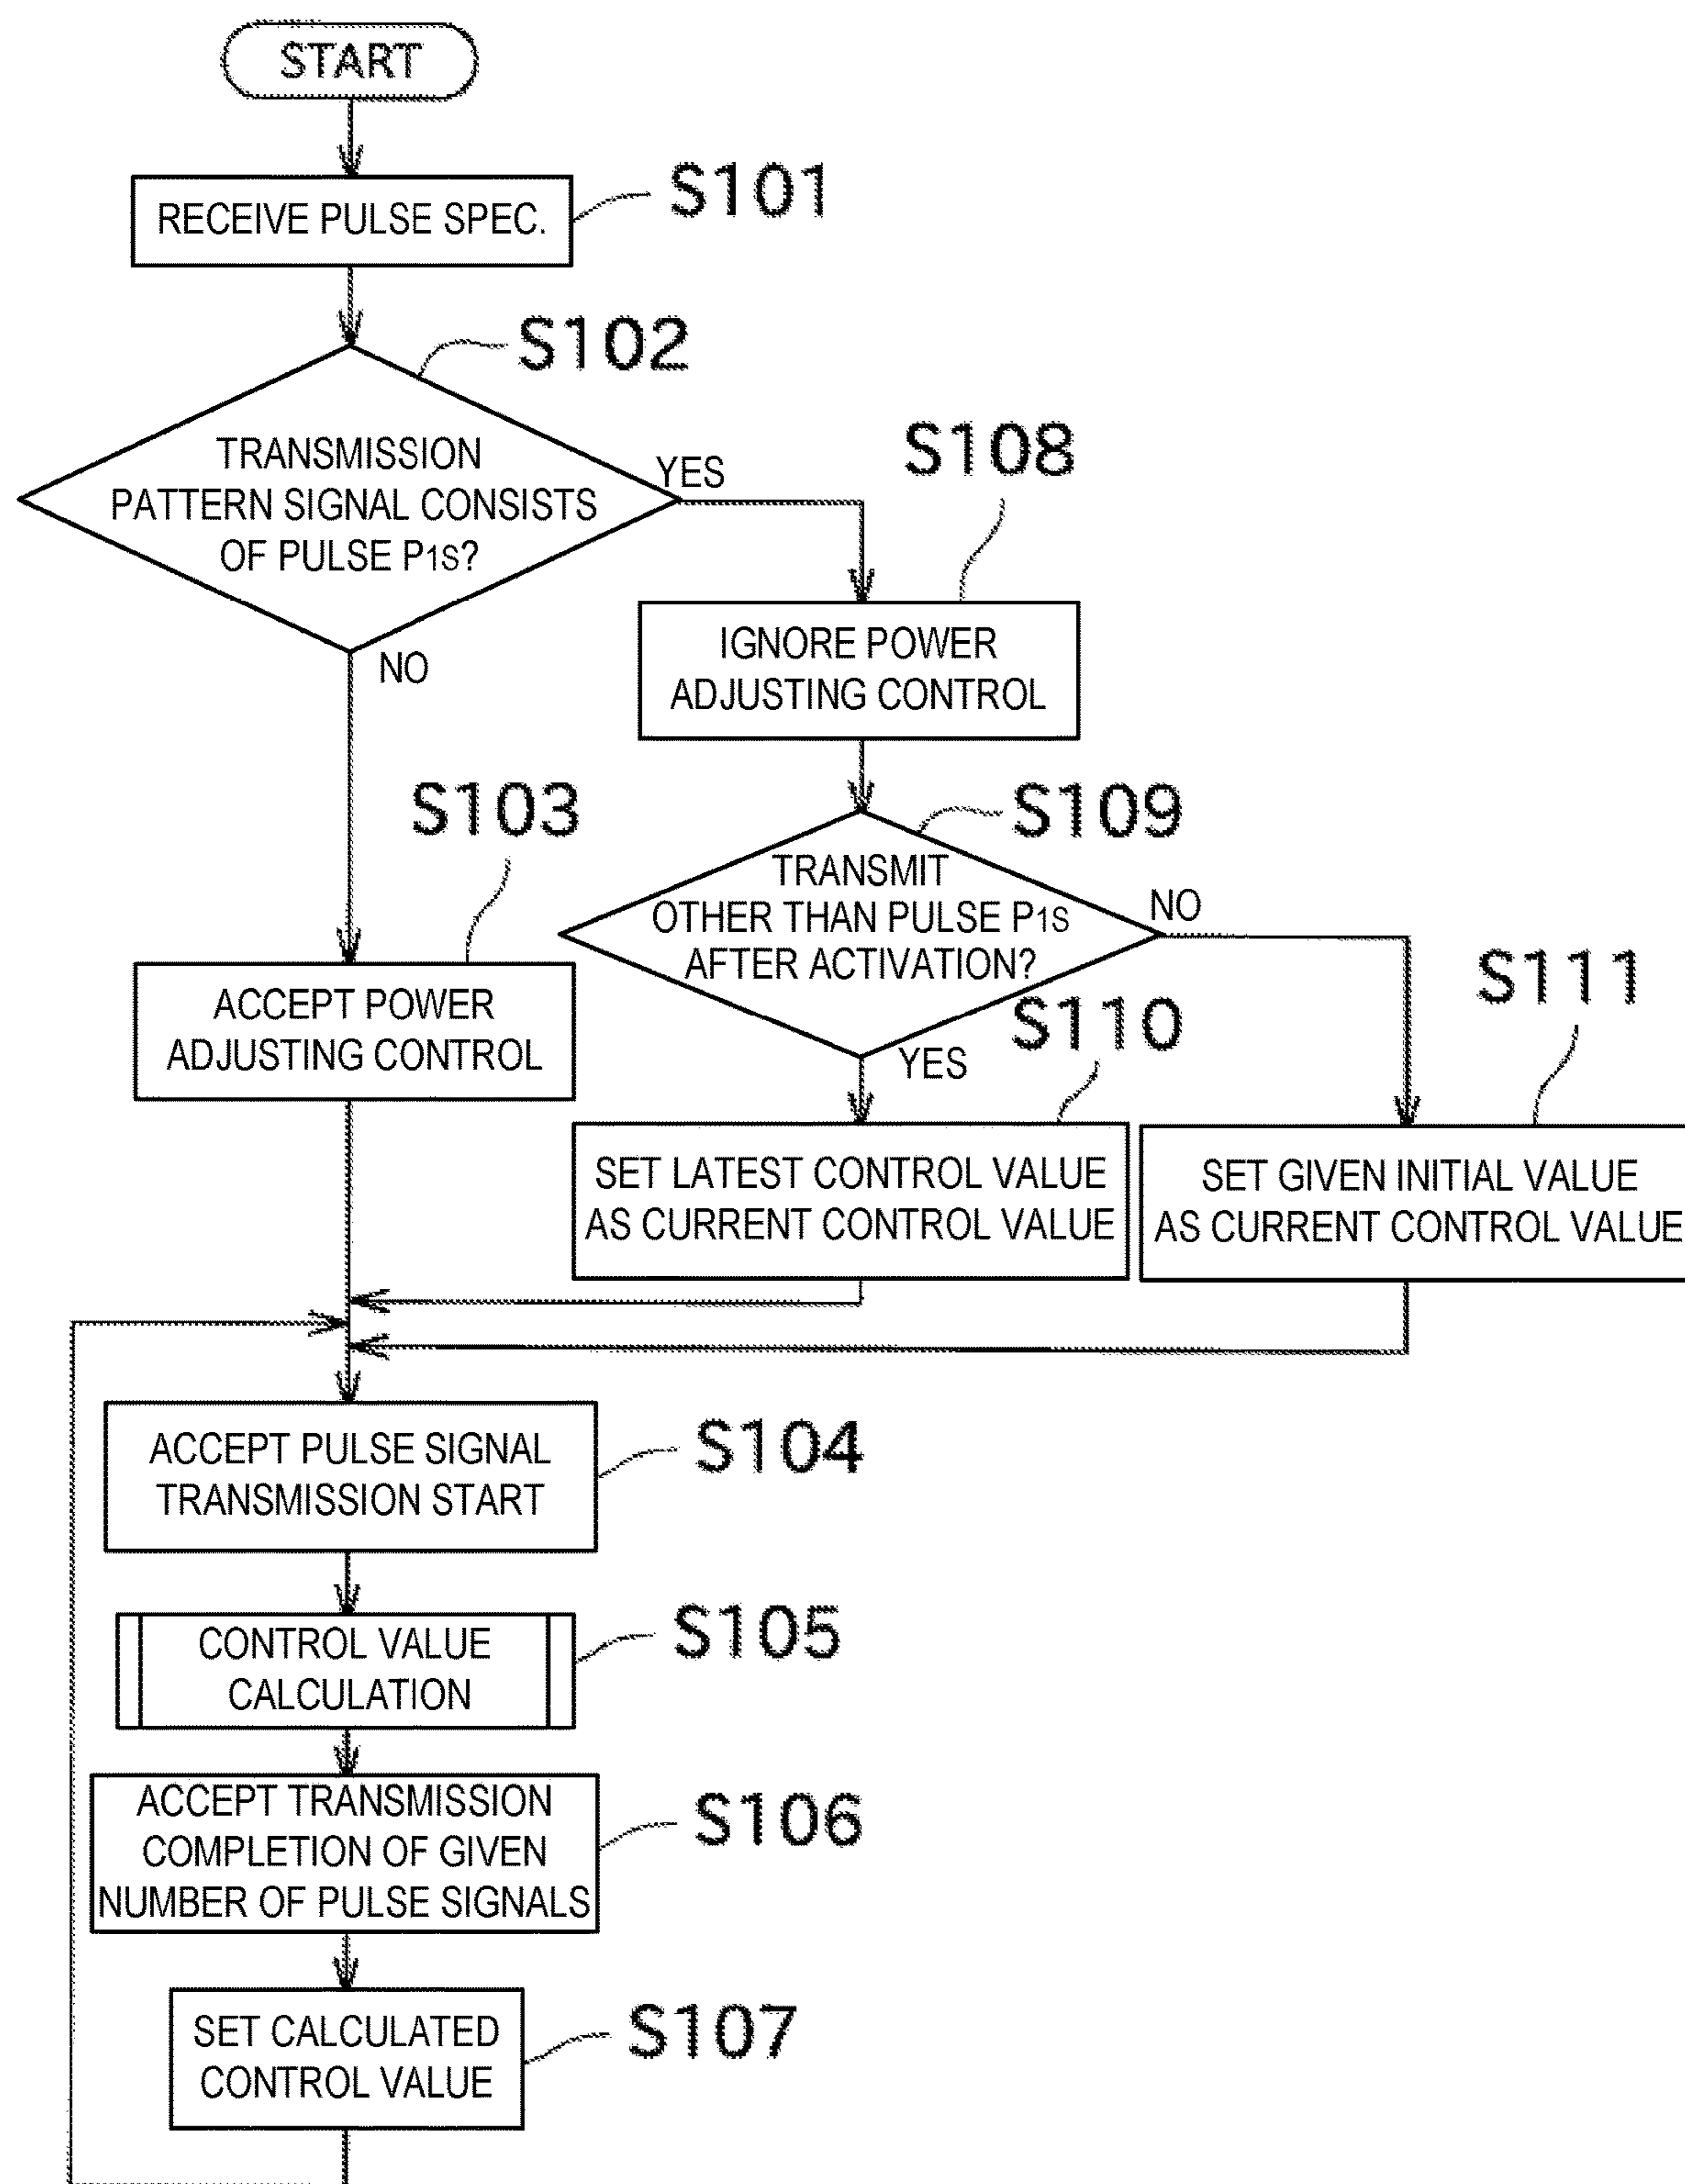 START
RECEIVE PULSE SPEC.
S101
S102
TRANSMISSION
PATTERN SIGNAL CONSISTS
OF PULSE P1S?
YES
NO
S108
IGNORE POWER
ADJUSTING CONTROL
S103
ACCEPT POWER
ADJUSTING CONTROL
S109
TRANSMIT
OTHER THAN PULSE P1S
AFTER ACTIVATION?
NO
YES
S110
SET LATEST CONTROL VALUE
AS CURRENT CONTROL VALUE
S111
SET GIVEN INITIAL VALUE
AS CURRENT CONTROL VALUE
ACCEPT PULSE SIGNAL
TRANSMISSION START
S104
CONTROL VALUE
CALCULATION
S105
ACCEPT TRANSMISSION
COMPLETION OF GIVEN
NUMBER OF PULSE SIGNALS
S106
SET CALCULATED
CONTROL VALUE
S107